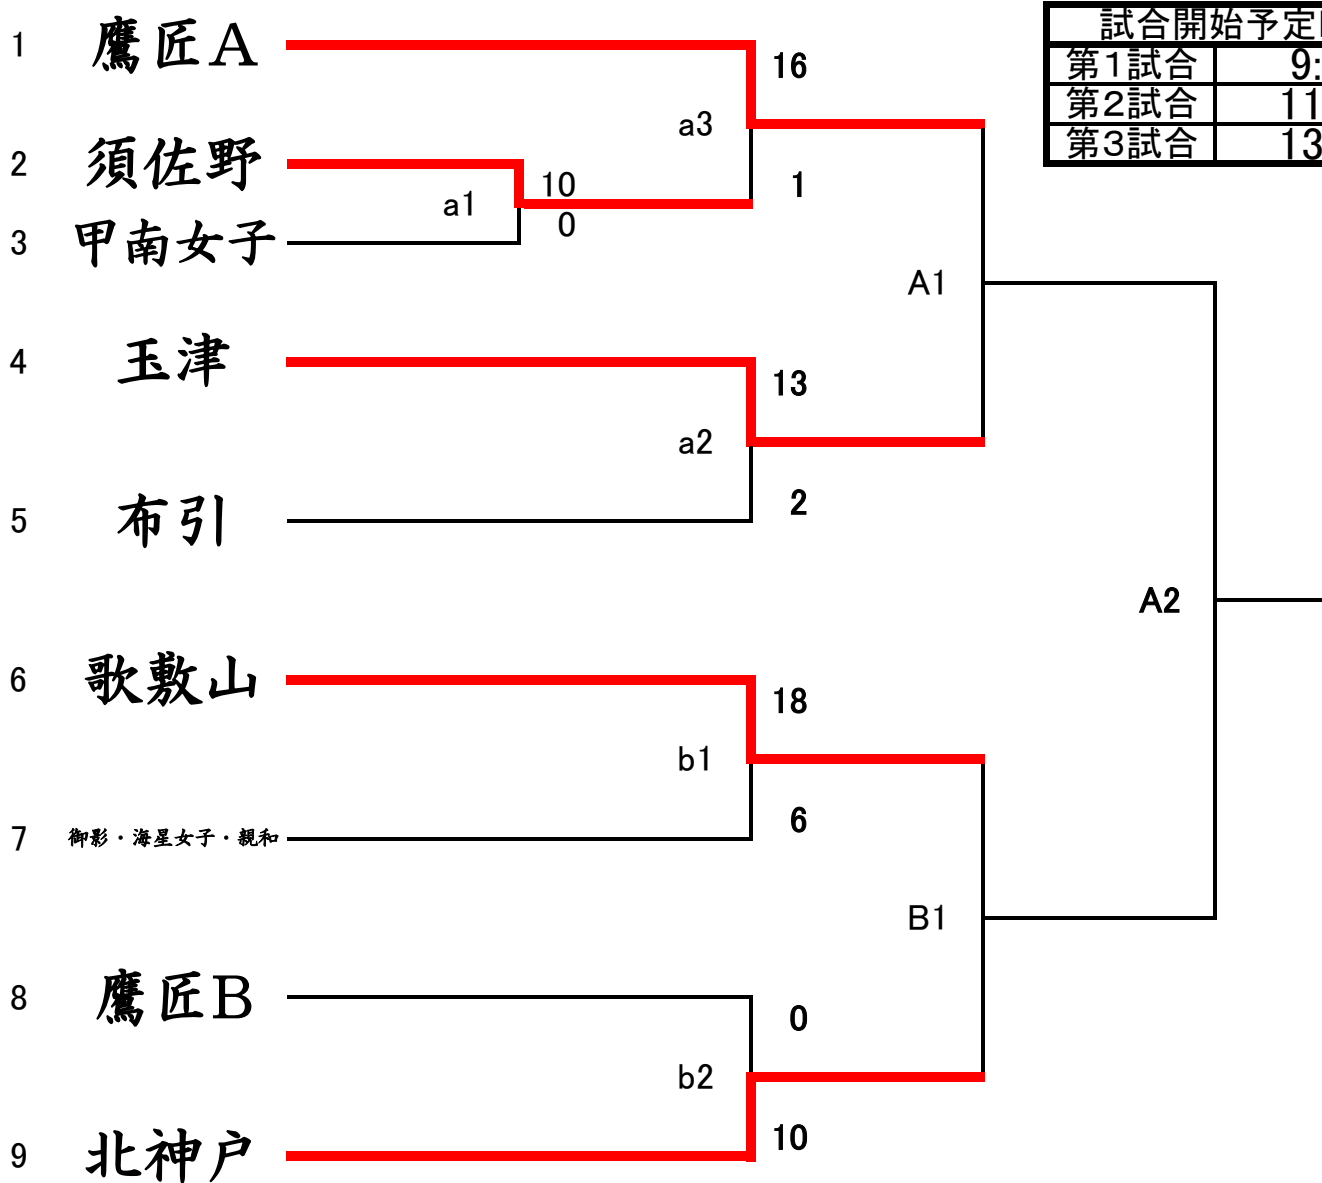 1 鷹匠A
16
a3
1
2 須佐野
10
a1
0
3 甲南女子
A1
4 玉津
13
a2
2
5 布引
A2
6 歌敷山
18
b1
6
7 御影・海星女子・親和
B1
8 鷹匠B
0
b2
10
9 北神戸
試合開始予定
第1試合 9:
第2試合 11
第3試合 13